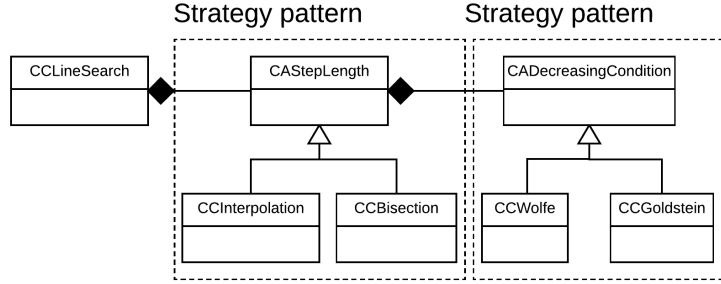 Strategy pattern
Strategy pattern
CCLineSearch
CAStepLength
CADecreasingCondition
CCInterpolation
CCBisection
CCWolfe
CCGoldstein